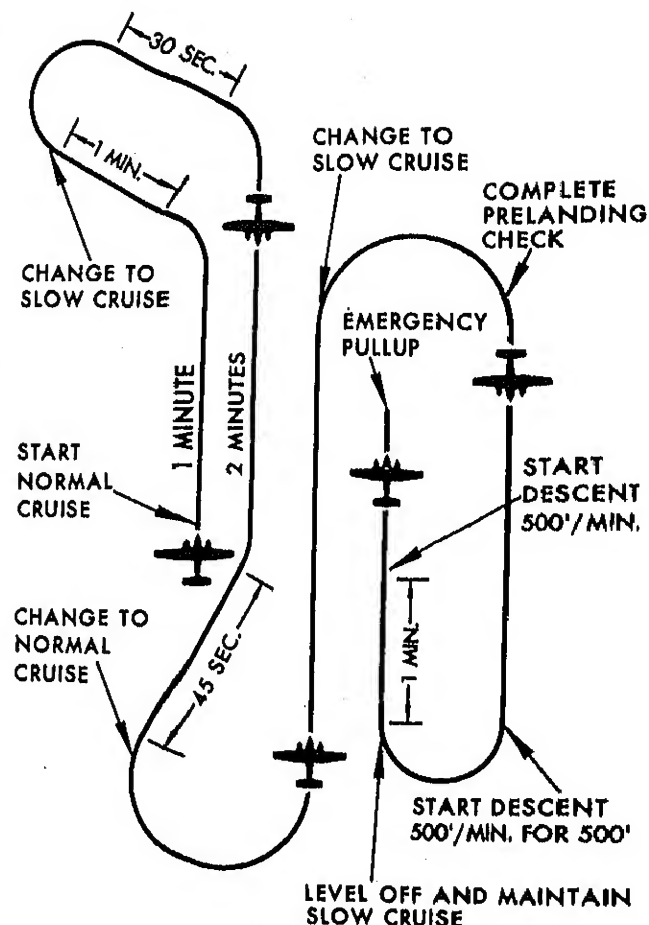 30 SEC.
1 MIN.
CHANGE TO
SLOW CRUISE
CHANGE TO
SLOW CRUISE
COMPLETE
PRELANDING
CHECK
EMERGENCY
PULLUP
1 MINUTE
2 MINUTES
START
NORMAL
CRUISE
START
DESCENT
500'/MIN.
CHANGE TO
NORMAL
CRUISE
45 SEC.
1 MIN.
START DESCENT
500'/MIN. FOR 500'
LEVEL OFF AND MAINTAIN
SLOW CRUISE